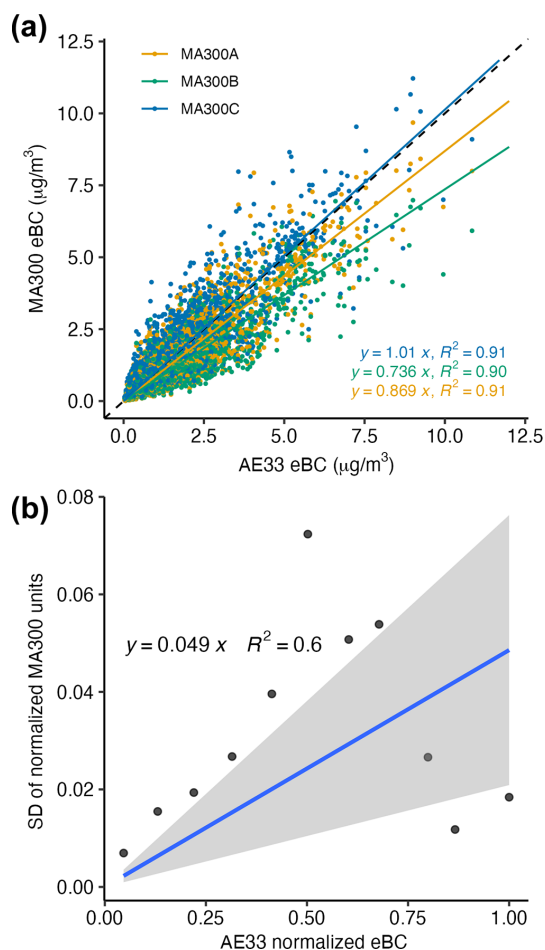 (a)
12.5
10.0
7.5
5.0
2.5
0.0
MA300 eBC (μg/m³)
MA300A
MA300B
MA300C
y = 1.01 x, R² = 0.91
y = 0.736 x, R² = 0.90
y = 0.869 x, R² = 0.91
0.0 2.5 5.0 7.5 10.0 12.5
AE33 eBC (μg/m³)
(b)
0.08
0.06
0.04
0.02
0.00
SD of normalized MA300 units
y = 0.049 x R² = 0.6
0.00 0.25 0.50 0.75 1.00
AE33 normalized eBC